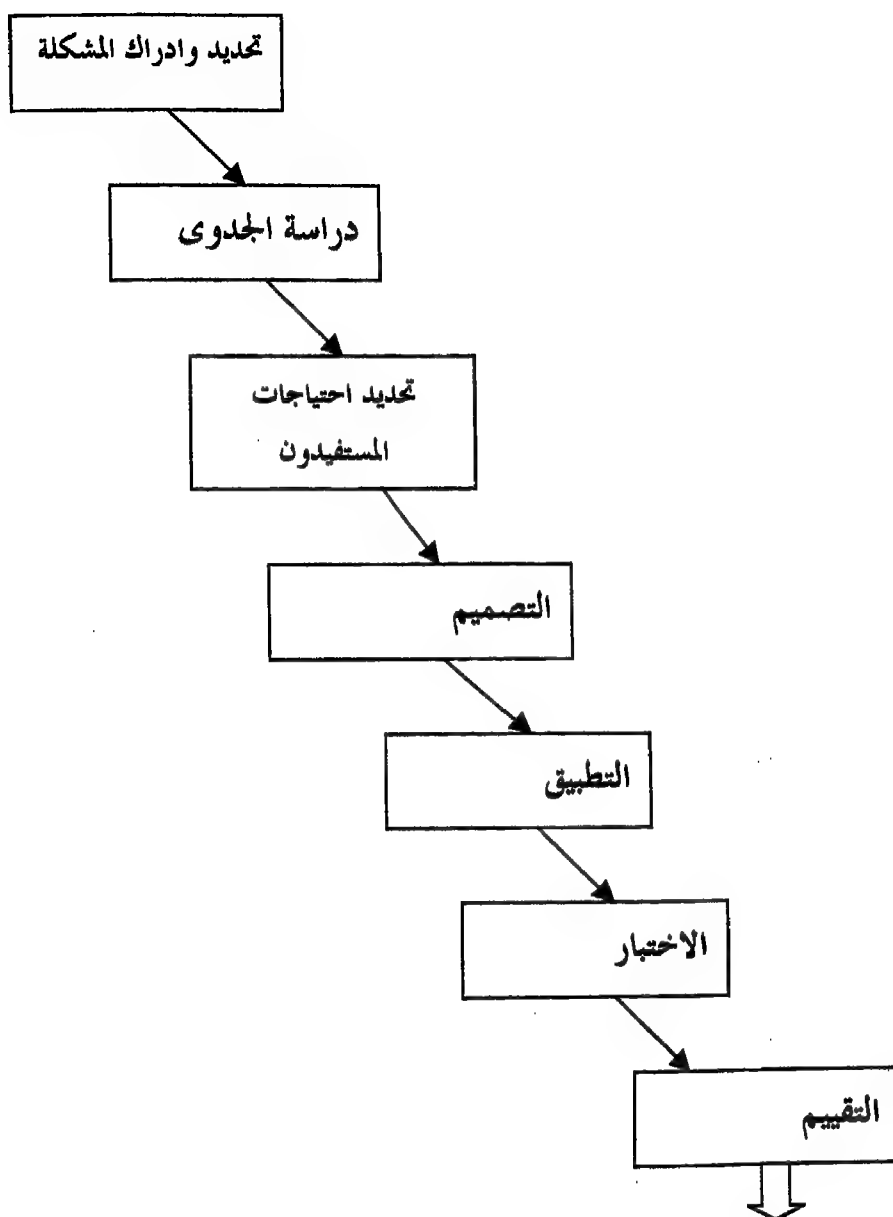 تحديد وادراك المشكلة
دراسة الجدوى
تحديد احتياجات
المستفيدون
التصميم
التطبيق
الاختبار
التقييم